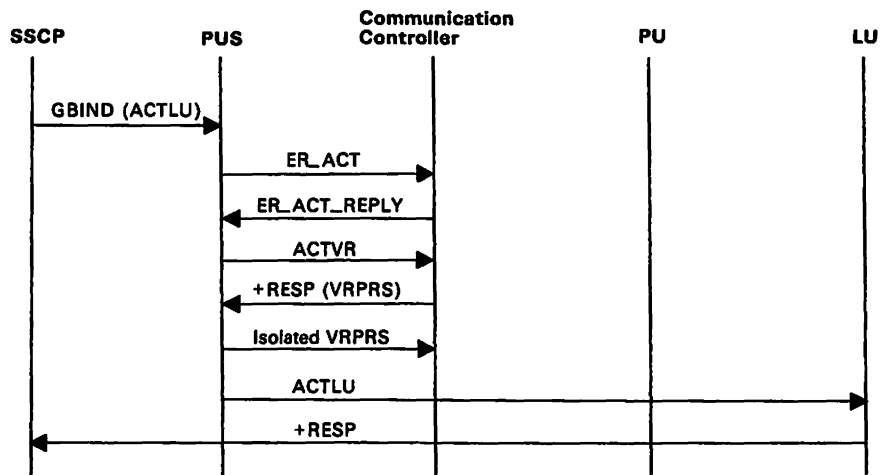 SSCP
PUS
Communication
Controller
PU
LU
GBIND (ACTLU)
ER_ACT
ER_ACT_REPLY
ACTVR
+RESP (VRPRS)
Isolated VRPRS
ACTLU
+RESP